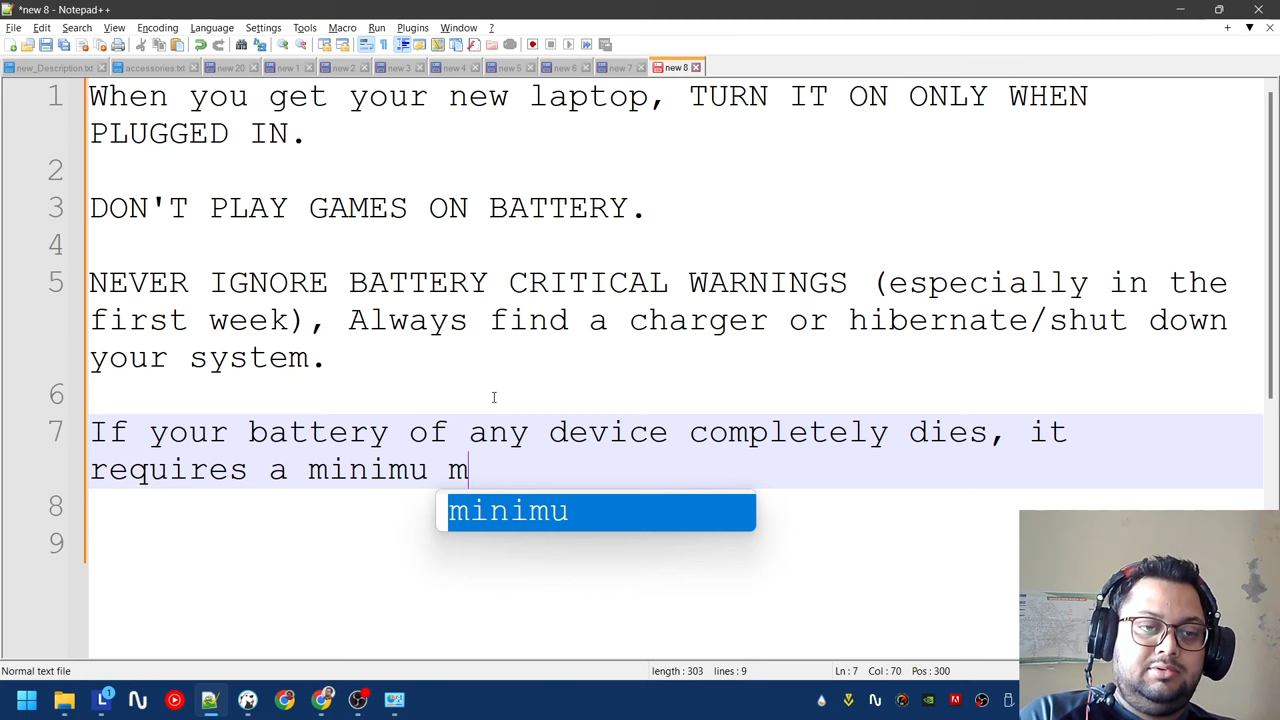 *new 8 - Notepad++
File Edit Search View Encoding Language Settings Tools Macro Run Plugins Window ?
new_Description.txt accessories.txt new 20 new 1 new 2 new 3 new 4 new 5 new 6 new 7 new 8
1 When you get your new laptop, TURN IT ON ONLY WHEN
PLUGGED IN.
2
3 DON'T PLAY GAMES ON BATTERY.
4
5 NEVER IGNORE BATTERY CRITICAL WARNINGS (especially in the
first week), Always find a charger or hibernate/shut down
your system.
6
7 If your battery of any device completely dies, it
requires a minimu m
minimu
8
9
Normal text file length : 303 lines : 9 Ln : 7 Col : 70 Pos : 300